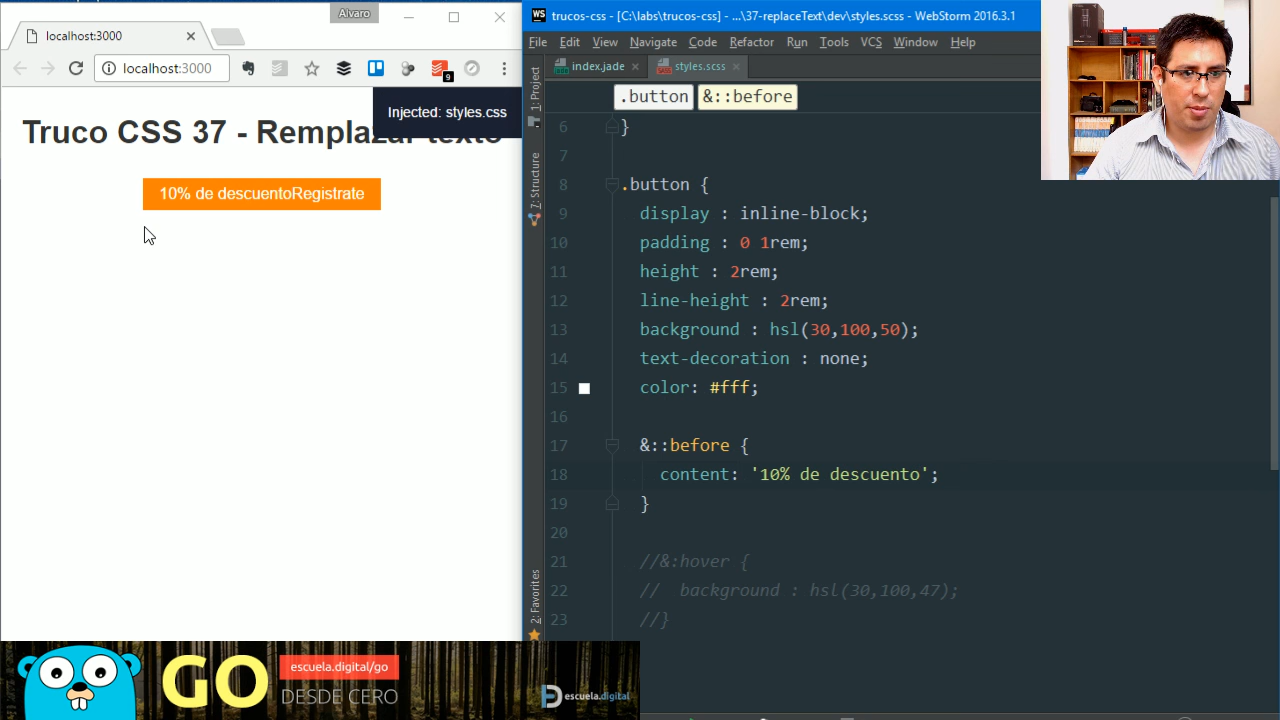 Alvaro
localhost:3000
localhost:3000
9
Injected: styles.css
Truco CSS 37 - Remplazar texto
10% de descuentoRegistrate
WS trucos-css - [C:\labs\trucos-css] - ...\37-replaceText\dev\styles.scss - WebStorm 2016.3.1
File Edit View Navigate Code Refactor Run Tools VCS Window Help
index.jade styles.scss
1: Project
7: Structure
2: Favorites
.button &::before
6 }
7
8 .button {
9 display : inline-block;
10 padding : 0 1rem;
11 height : 2rem;
12 line-height : 2rem;
13 background : hsl(30,100,50);
14 text-decoration : none;
15 color: #fff;
16
17 &::before {
18 content: '10% de descuento';
19 }
20
21 //&:hover {
22 // background : hsl(30,100,47);
23 //}
GO
escuela.digital/go
DESDE CERO
escuela.digital